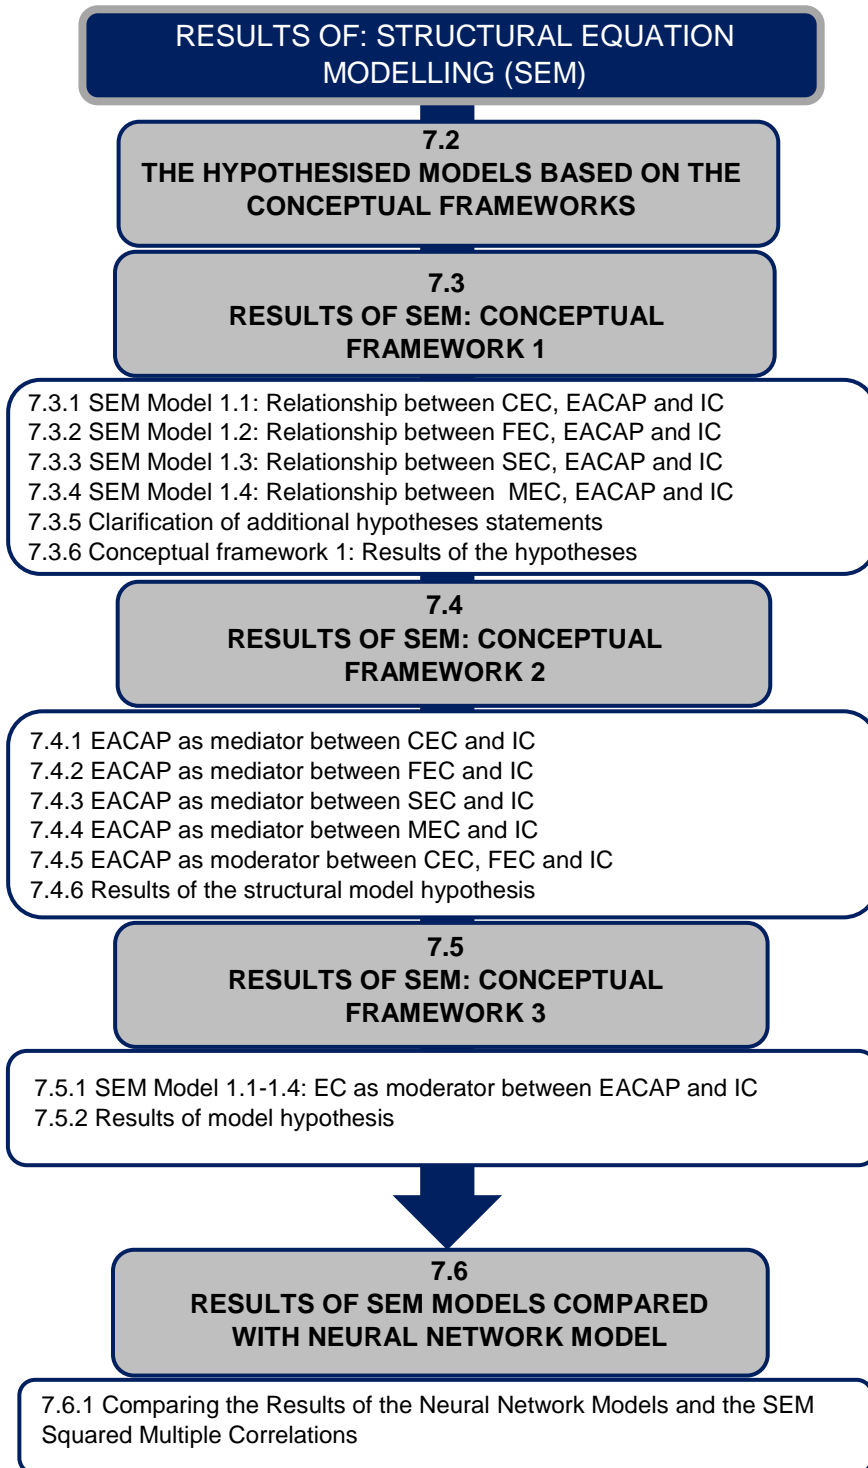 RESULTS OF: STRUCTURAL EQUATION
MODELLING (SEM)
7.2
THE HYPOTHESISED MODELS BASED ON THE
CONCEPTUAL FRAMEWORKS
7.3
RESULTS OF SEM: CONCEPTUAL
FRAMEWORK 1
7.3.1 SEM Model 1.1: Relationship between CEC, EACAP and IC
7.3.2 SEM Model 1.2: Relationship between FEC, EACAP and IC
7.3.3 SEM Model 1.3: Relationship between SEC, EACAP and IC
7.3.4 SEM Model 1.4: Relationship between MEC, EACAP and IC
7.3.5 Clarification of additional hypotheses statements
7.3.6 Conceptual framework 1: Results of the hypotheses
7.4
RESULTS OF SEM: CONCEPTUAL
FRAMEWORK 2
7.4.1 EACAP as mediator between CEC and IC
7.4.2 EACAP as mediator between FEC and IC
7.4.3 EACAP as mediator between SEC and IC
7.4.4 EACAP as mediator between MEC and IC
7.4.5 EACAP as moderator between CEC, FEC and IC
7.4.6 Results of the structural model hypothesis
7.5
RESULTS OF SEM: CONCEPTUAL
FRAMEWORK 3
7.5.1 SEM Model 1.1-1.4: EC as moderator between EACAP and IC
7.5.2 Results of model hypothesis
7.6
RESULTS OF SEM MODELS COMPARED
WITH NEURAL NETWORK MODEL
7.6.1 Comparing the Results of the Neural Network Models and the SEM
Squared Multiple Correlations